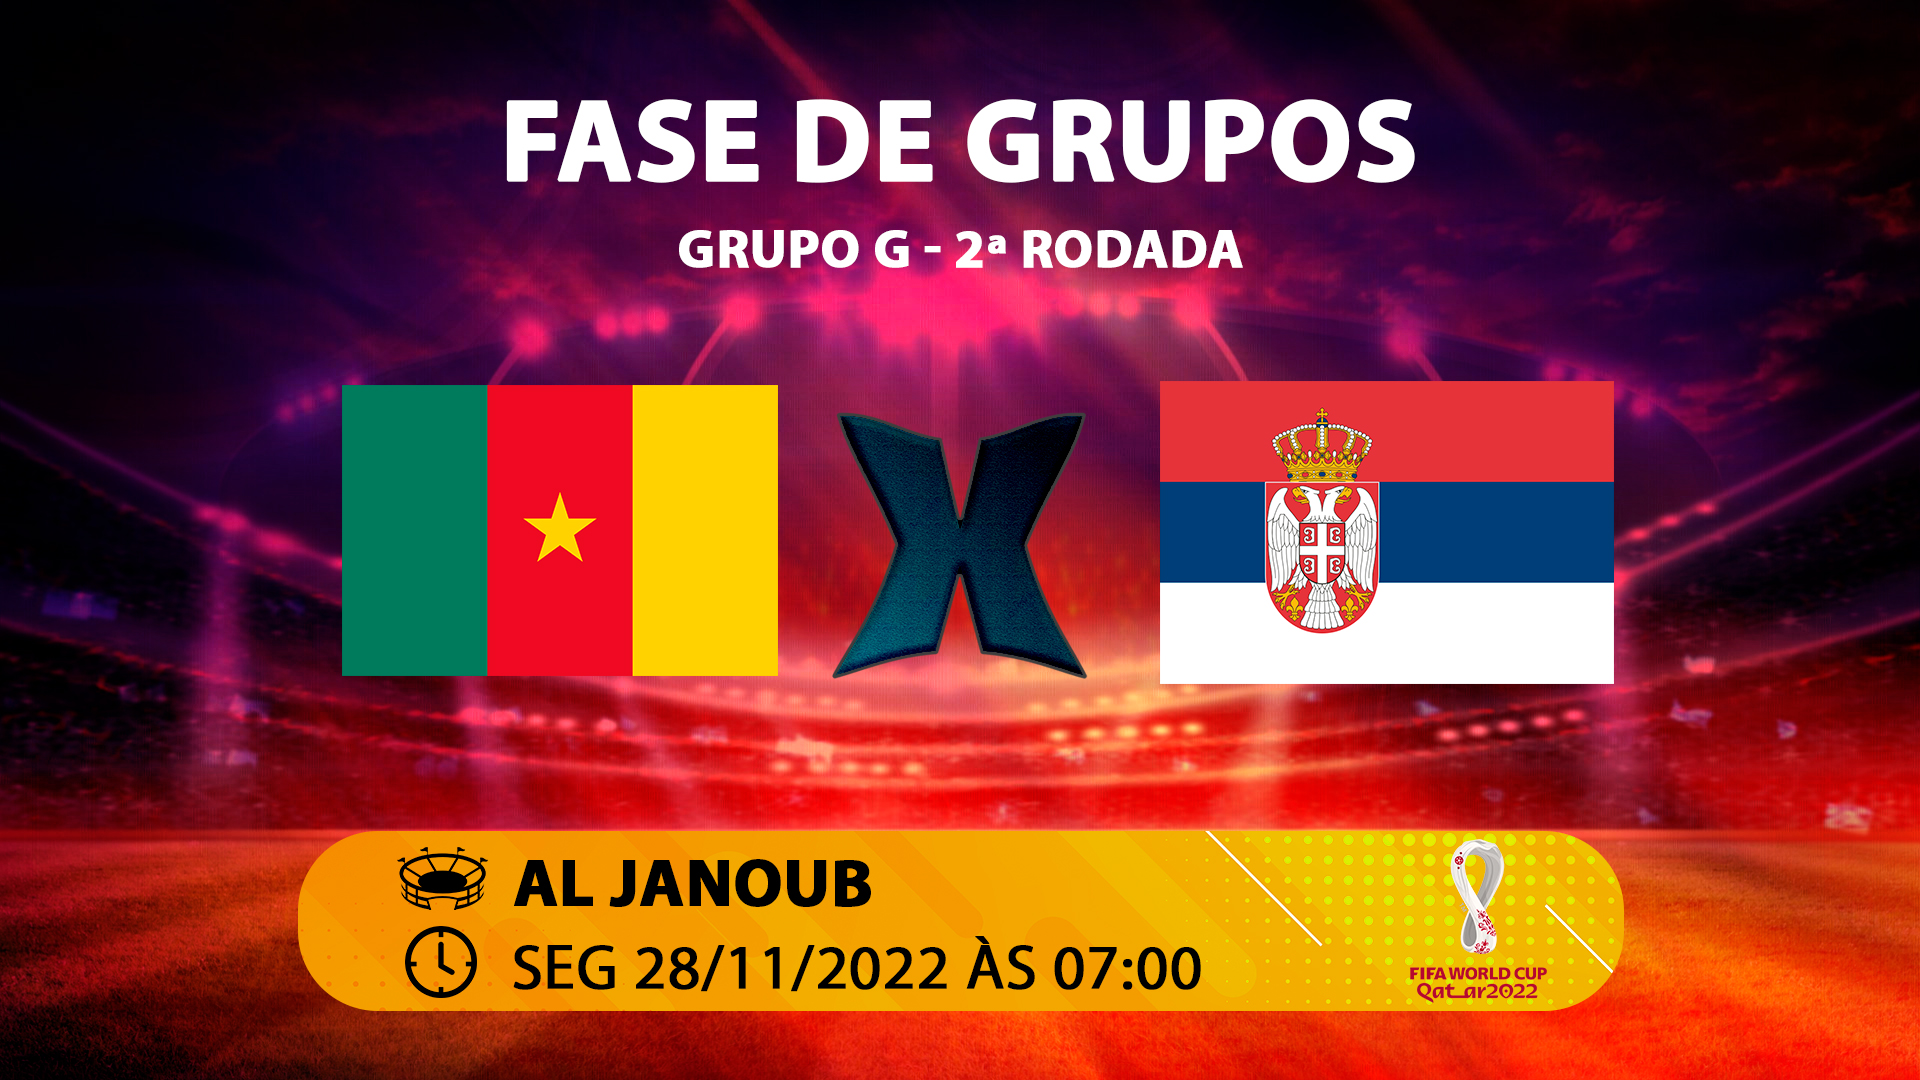 FASE DE GRUPOS
GRUPO G - 2ª RODADA
AL JANOUB
SEG 28/11/2022 ÀS 07:00
FIFA WORLD CUP
Qatar2022